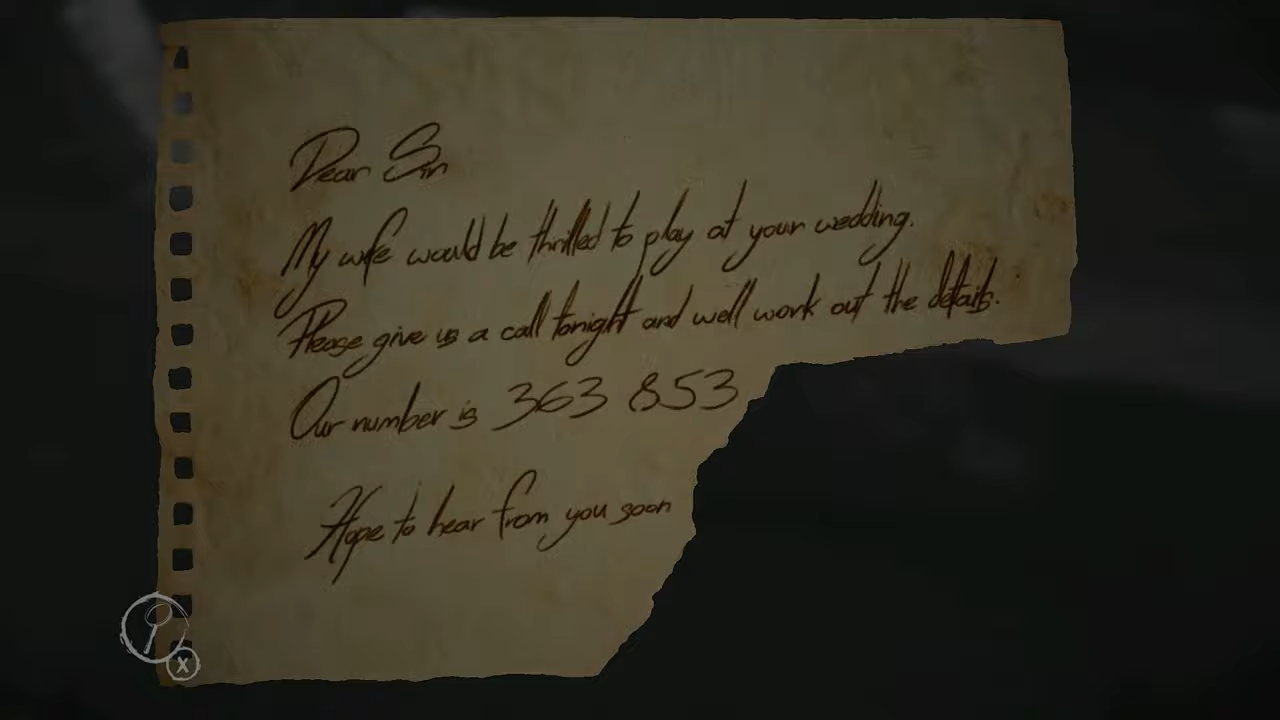 Dear Sir
My wife would be thrilled to play at your wedding.
Please give us a call tonight and well work out the details.
Our number is 363 853
Hope to hear from you soon
X